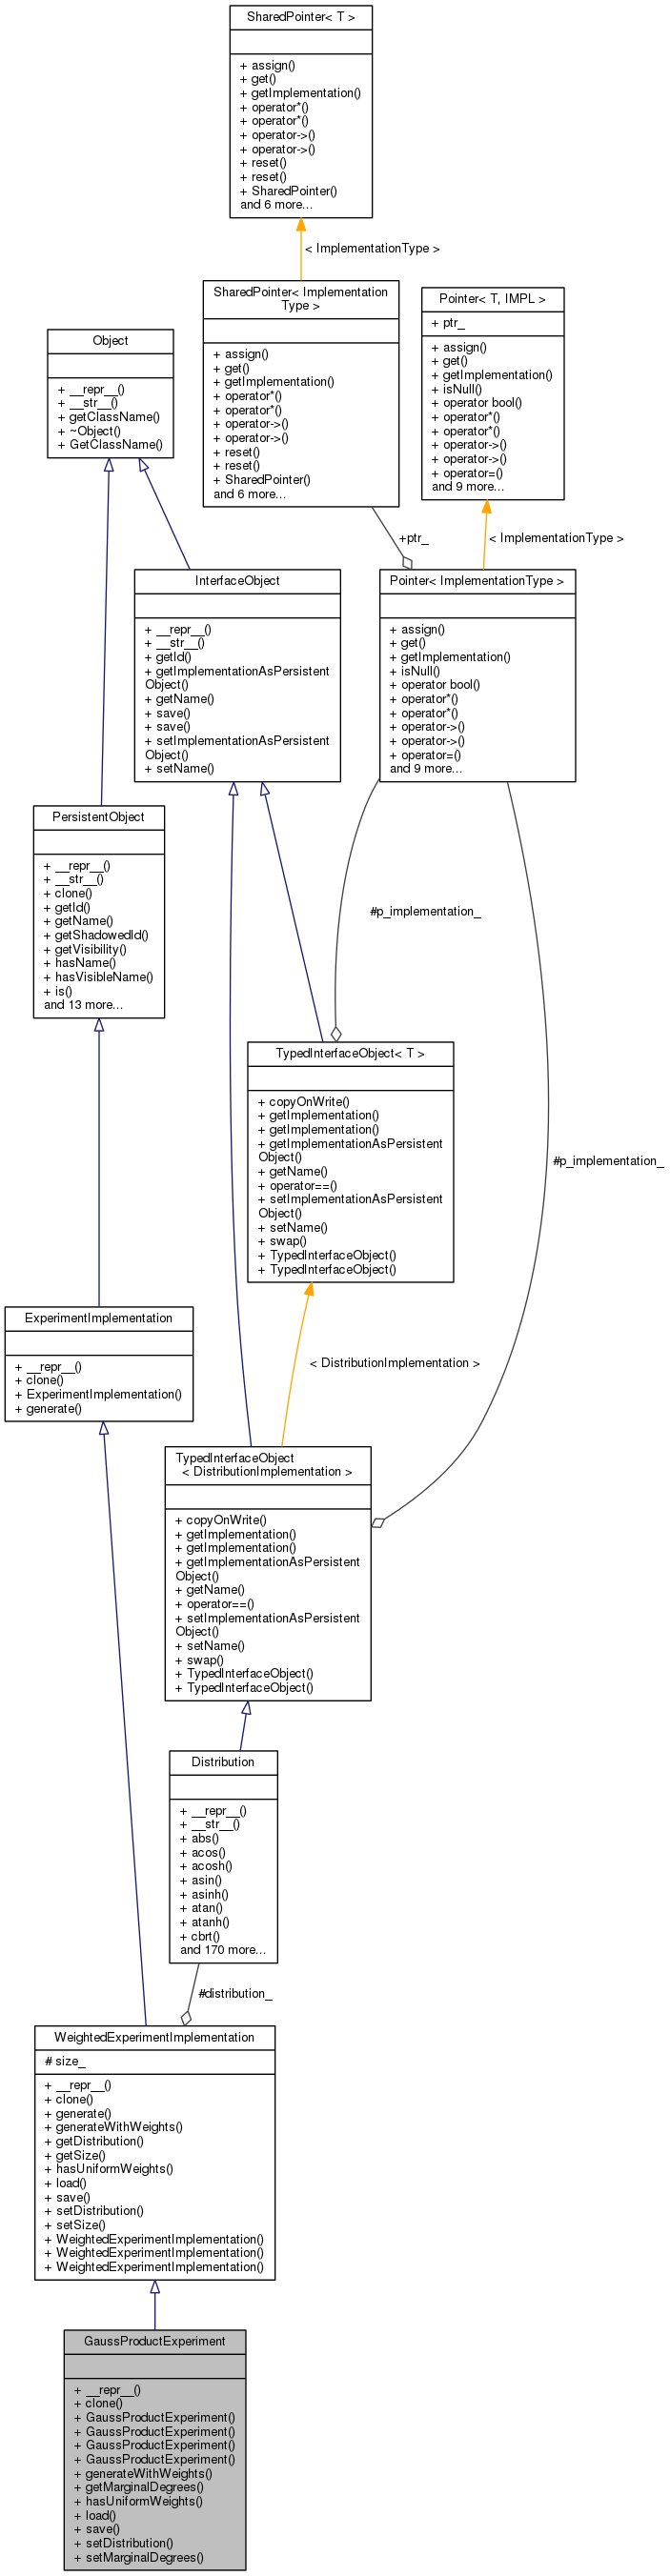 SharedPointer< T >
+ assign()
+ get()
+ getImplementation()
+ operator*()
+ operator*()
+ operator->()
+ operator->()
+ reset()
+ reset()
+ SharedPointer()
and 6 more...
< ImplementationType >
SharedPointer< Implementation
Type >
+ assign()
+ get()
+ getImplementation()
+ operator*()
+ operator*()
+ operator->()
+ operator->()
+ reset()
+ reset()
+ SharedPointer()
and 6 more...
Pointer< T, IMPL >
+ ptr_
+ assign()
+ get()
+ getImplementation()
+ isNull()
+ operator bool()
+ operator*()
+ operator*()
+ operator->()
+ operator->()
+ operator=()
and 9 more...
Object
+ __repr__()
+ __str__()
+ getClassName()
+ ~Object()
+ GetClassName()
+ptr_
< ImplementationType >
InterfaceObject
+ __repr__()
+ __str__()
+ getId()
+ getImplementationAsPersistent
Object()
+ getName()
+ save()
+ save()
+ setImplementationAsPersistent
Object()
+ setName()
Pointer< ImplementationType >
+ assign()
+ get()
+ getImplementation()
+ isNull()
+ operator bool()
+ operator*()
+ operator*()
+ operator->()
+ operator->()
+ operator=()
and 9 more...
PersistentObject
+ __repr__()
+ __str__()
+ clone()
+ getId()
+ getName()
+ getShadowedId()
+ getVisibility()
+ hasName()
+ hasVisibleName()
+ is()
and 13 more...
#p_implementation_
TypedInterfaceObject< T >
+ copyOnWrite()
+ getImplementation()
+ getImplementation()
+ getImplementationAsPersistent
Object()
+ getName()
+ operator==()
+ setImplementationAsPersistent
Object()
+ setName()
+ swap()
+ TypedInterfaceObject()
+ TypedInterfaceObject()
#p_implementation_
ExperimentImplementation
+ __repr__()
+ clone()
+ ExperimentImplementation()
+ generate()
< DistributionImplementation >
TypedInterfaceObject
< DistributionImplementation >
+ copyOnWrite()
+ getImplementation()
+ getImplementation()
+ getImplementationAsPersistent
Object()
+ getName()
+ operator==()
+ setImplementationAsPersistent
Object()
+ setName()
+ swap()
+ TypedInterfaceObject()
+ TypedInterfaceObject()
Distribution
+ __repr__()
+ __str__()
+ abs()
+ acos()
+ acosh()
+ asin()
+ asinh()
+ atan()
+ atanh()
+ cbrt()
and 170 more...
#distribution_
WeightedExperimentImplementation
# size_
+ __repr__()
+ clone()
+ generate()
+ generateWithWeights()
+ getDistribution()
+ getSize()
+ hasUniformWeights()
+ load()
+ save()
+ setDistribution()
+ setSize()
+ WeightedExperimentImplementation()
+ WeightedExperimentImplementation()
+ WeightedExperimentImplementation()
GaussProductExperiment
+ __repr__()
+ clone()
+ GaussProductExperiment()
+ GaussProductExperiment()
+ GaussProductExperiment()
+ GaussProductExperiment()
+ generateWithWeights()
+ getMarginalDegrees()
+ hasUniformWeights()
+ load()
+ save()
+ setDistribution()
+ setMarginalDegrees()